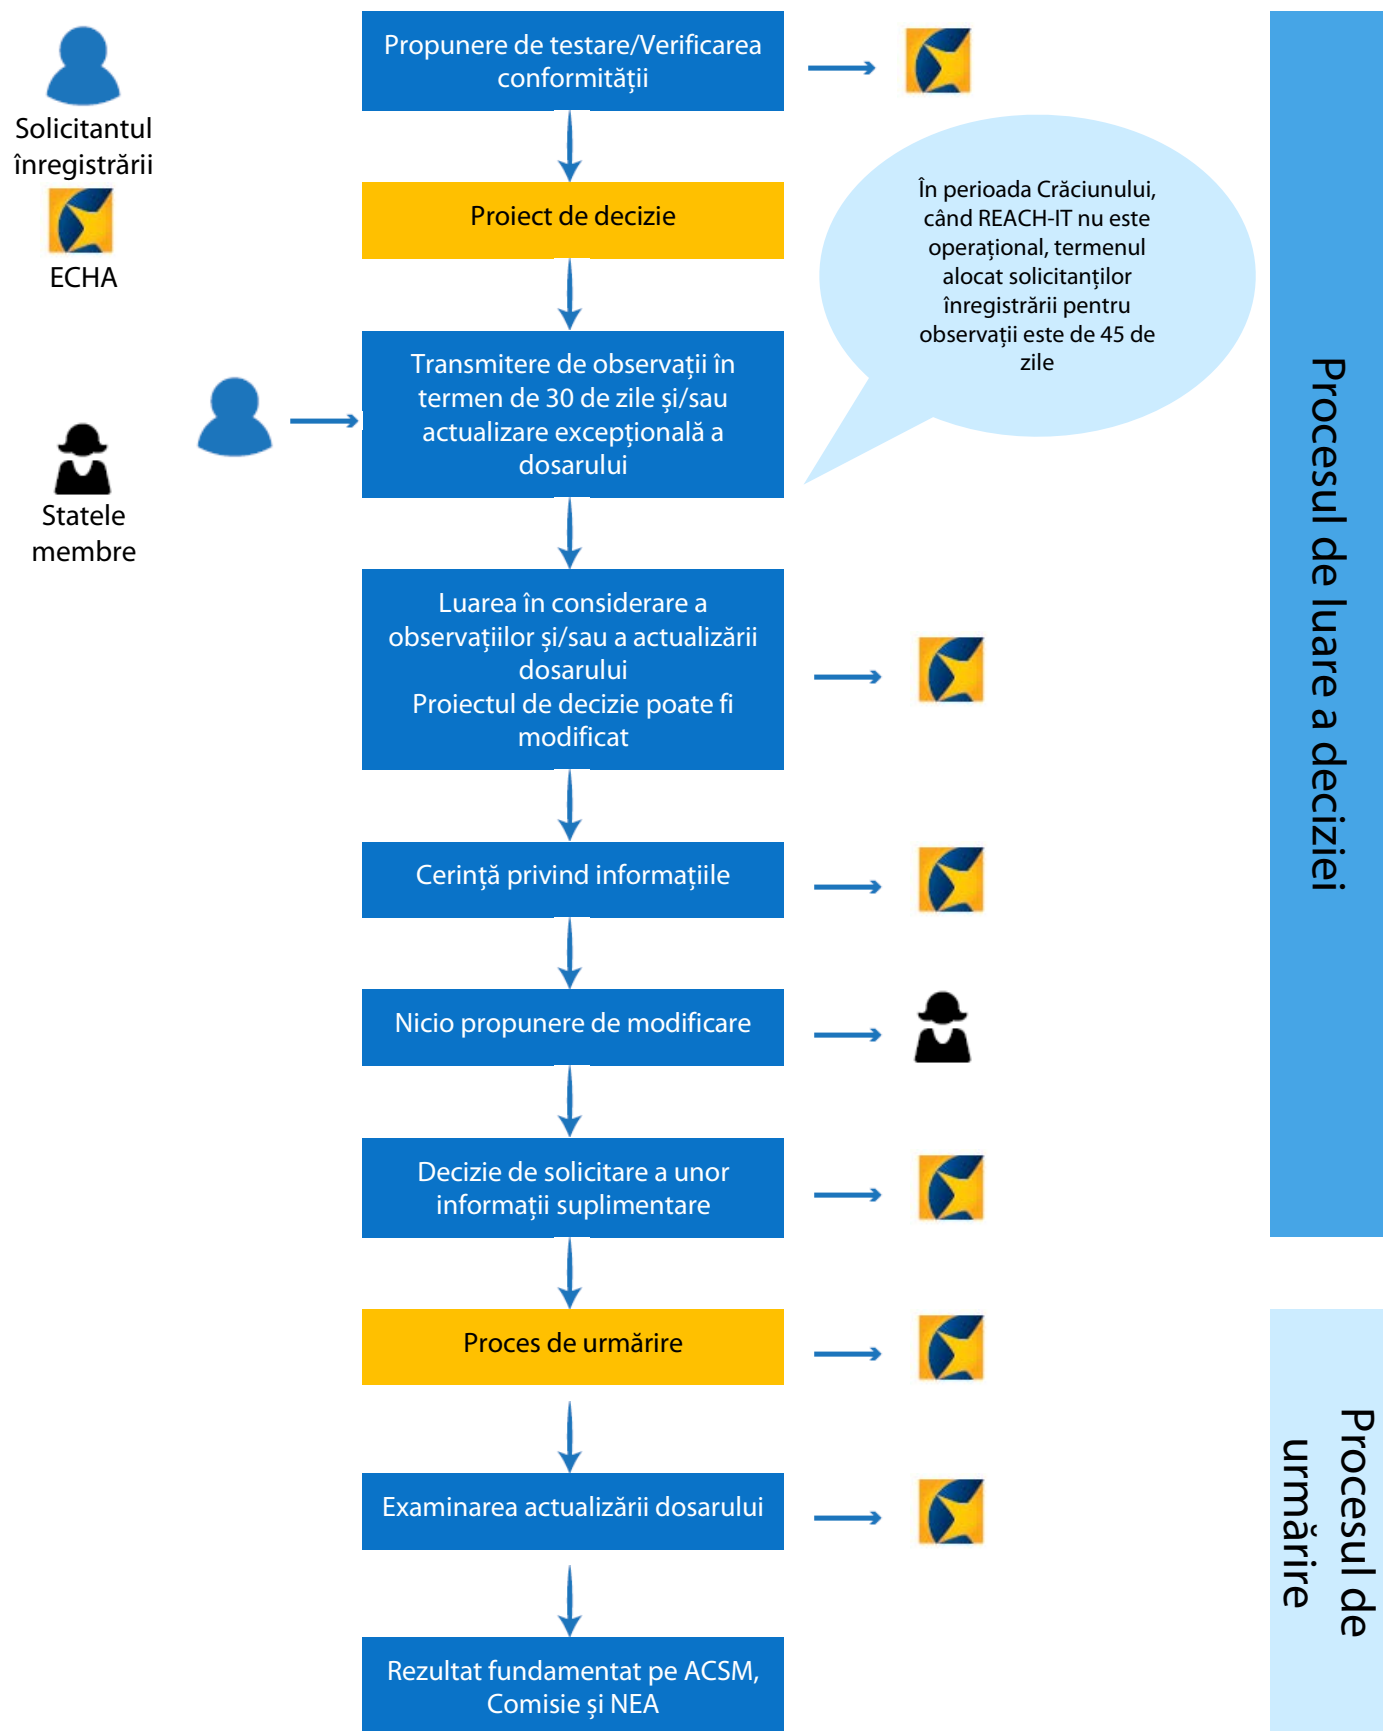 Solicitantul
înregistrării
ECHA
Statele
membre
Propunere de testare/Verificarea
conformității
Proiect de decizie
În perioada Crăciunului,
când REACH-IT nu este
operațional, termenul
alocat solicitanților
înregistrării pentru
observații este de 45 de
zile
Transmitere de observații în
termen de 30 de zile și/sau
actualizare excepțională a
dosarului
Luarea în considerare a
observațiilor și/sau a actualizării
dosarului
Proiectul de decizie poate fi
modificat
Cerință privind informațiile
Nicio propunere de modificare
Decizie de solicitare a unor
informații suplimentare
Proces de urmărire
Examinarea actualizării dosarului
Rezultat fundamentat pe ACSM,
Comisie și NEA
Procesul de luare a deciziei
Procesul de
urmărire